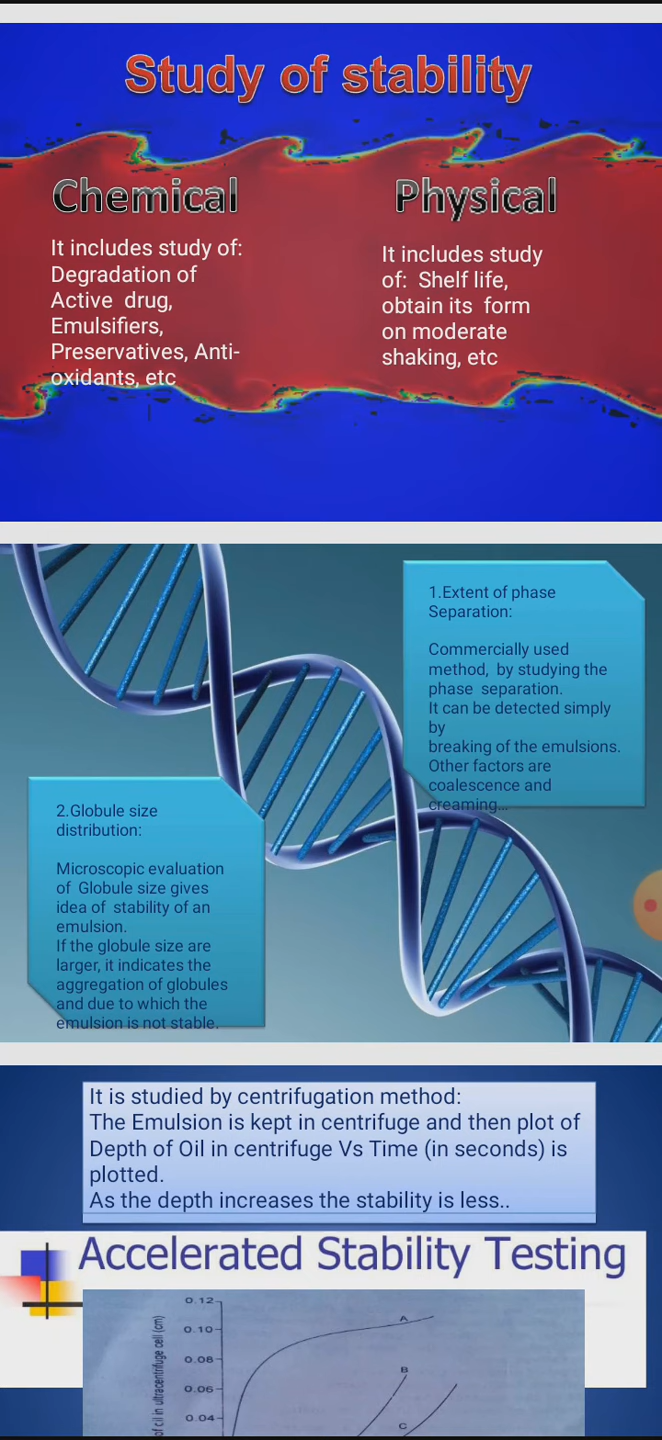 Study of stability
Chemical
It includes study of:
Degradation of
Active drug,
Emulsifiers,
Preservatives, Anti-
oxidants, etc
Physical
It includes study
of: Shelf life,
obtain its form
on moderate
shaking, etc
1.Extent of phase
Separation:
Commercially used
method, by studying the
phase separation.
It can be detected simply
by
breaking of the emulsions.
Other factors are
coalescence and
creaming...
2.Globule size
distribution:
Microscopic evaluation
of Globule size gives
idea of stability of an
emulsion.
If the globule size are
larger, it indicates the
aggregation of globules
and due to which the
emulsion is not stable.
It is studied by centrifugation method:
The Emulsion is kept in centrifuge and then plot of
Depth of Oil in centrifuge Vs Time (in seconds) is
plotted.
As the depth increases the stability is less..
Accelerated Stability Testing
of oil in ultracentrifuge cell (cm)
0.12
0.10
0.08
0.06
0.04
A
B
C